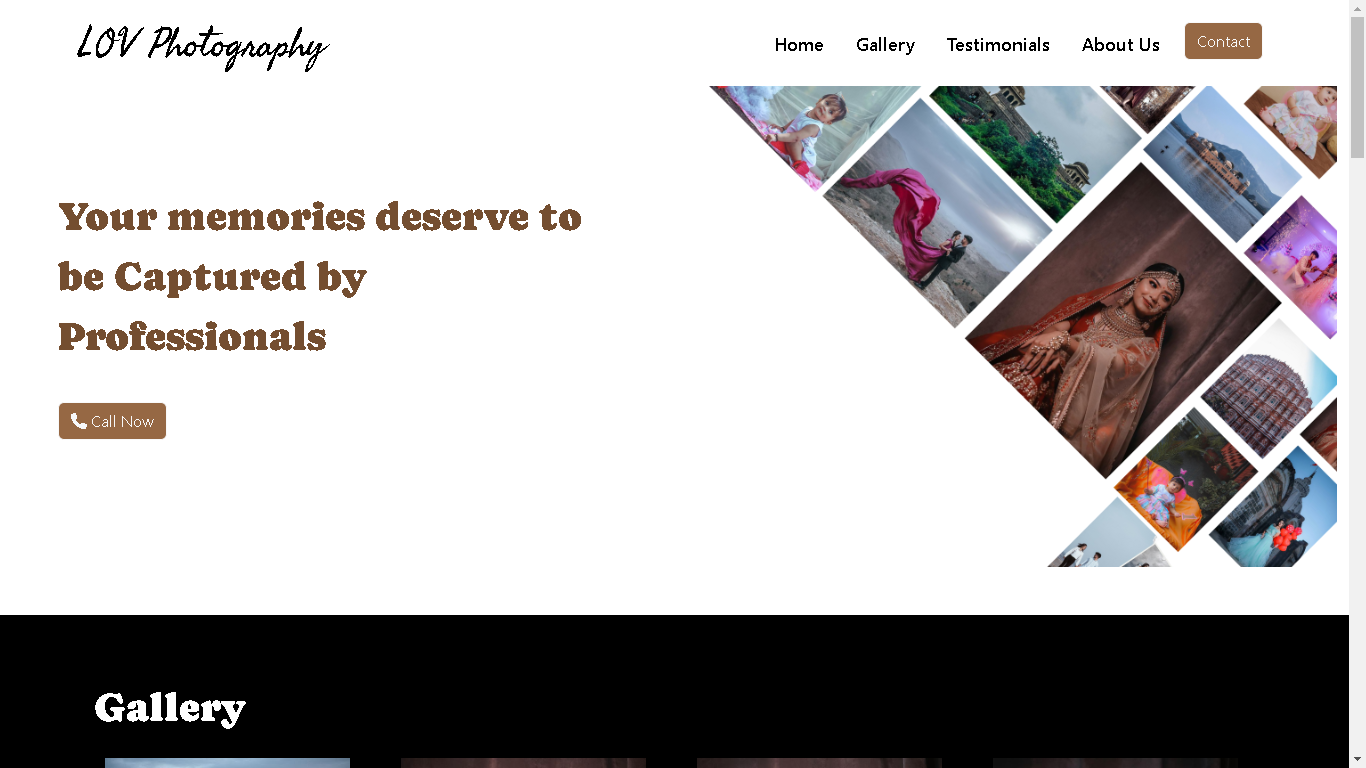 LOV Photography
Home Gallery Testimonials About Us Contact
Your memories deserve to
be Captured by
Professionals
Call Now
Gallery